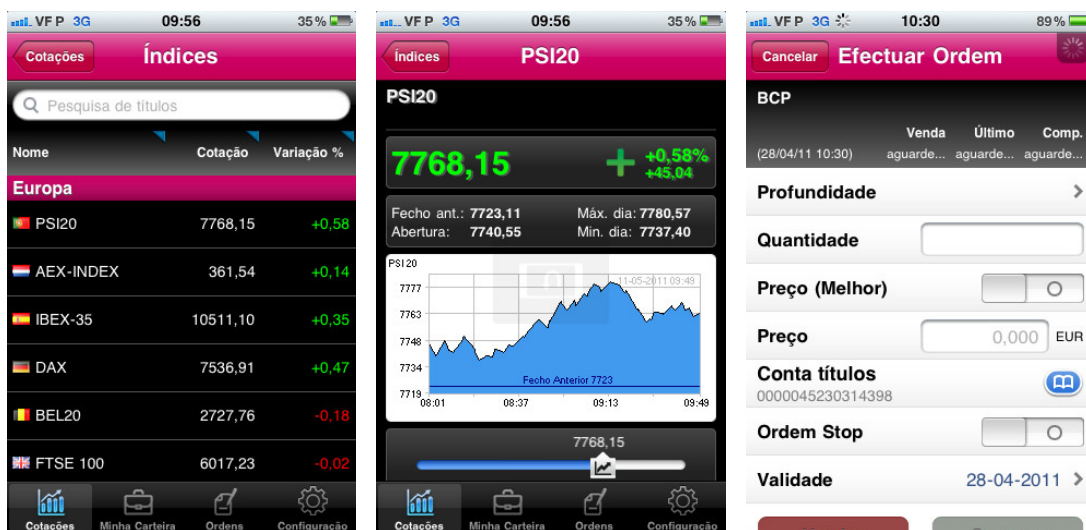 VF P 3G 09:56 35%
Cotações Índices
Pesquisa de títulos
Nome Cotação Variação %
Europa
PSI20 7768,15 +0,58
AEX-INDEX 361,54 +0,14
IBEX-35 10511,10 +0,35
DAX 7536,91 +0,47
BEL20 2727,76 -0,18
FTSE 100 6017,23 -0,02
Cotações Minha Carteira Ordens Configuração
VF P 3G 09:56 35%
Índices PSI20
PSI20
7768,15 +0,58%
+45,04
Fecho ant.: 7723,11 Máx. dia: 7780,57
Abertura: 7740,55 Min. dia: 7737,40
PSI20
11-05-2011 09:49
7777
7763
7748
7734
Fecho Anterior 7723
7719
08:01 08:37 09:13 09:49
7768,15
Cotações Minha Carteira Ordens Configuração
VF P 3G 10:30 89%
Cancelar Efectuar Ordem
BCP
Venda Último Comp.
(28/04/11 10:30) aguarde... aguarde... aguarde...
Profundidade
Quantidade
Preço (Melhor)
Preço 0,000 EUR
Conta títulos
0000045230314398
Ordem Stop
Validade 28-04-2011